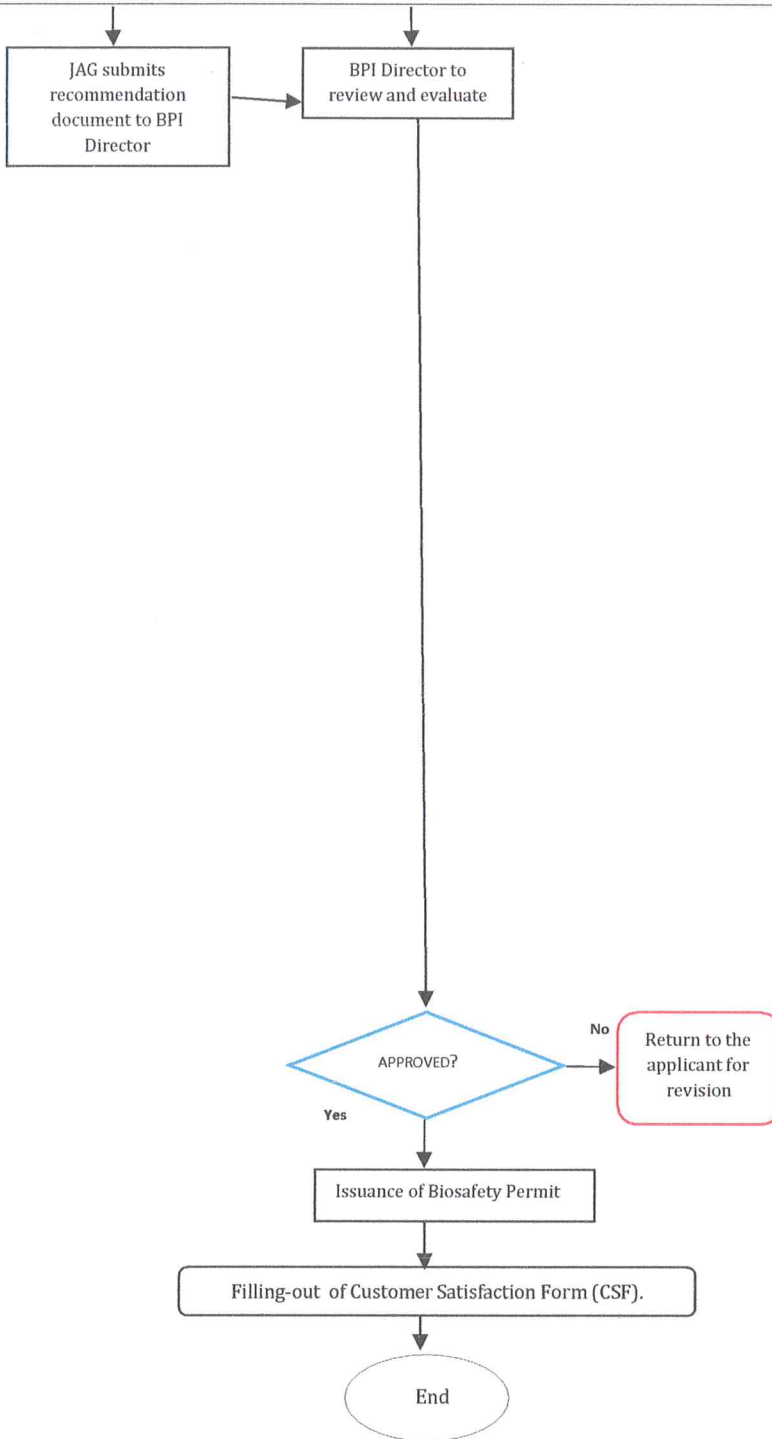 JAG submits
recommendation
document to BPI
Director
BPI Director to
review and evaluate
APPROVED?
No
Return to the
applicant for
revision
Yes
Issuance of Biosafety Permit
Filling-out of Customer Satisfaction Form (CSF).
End